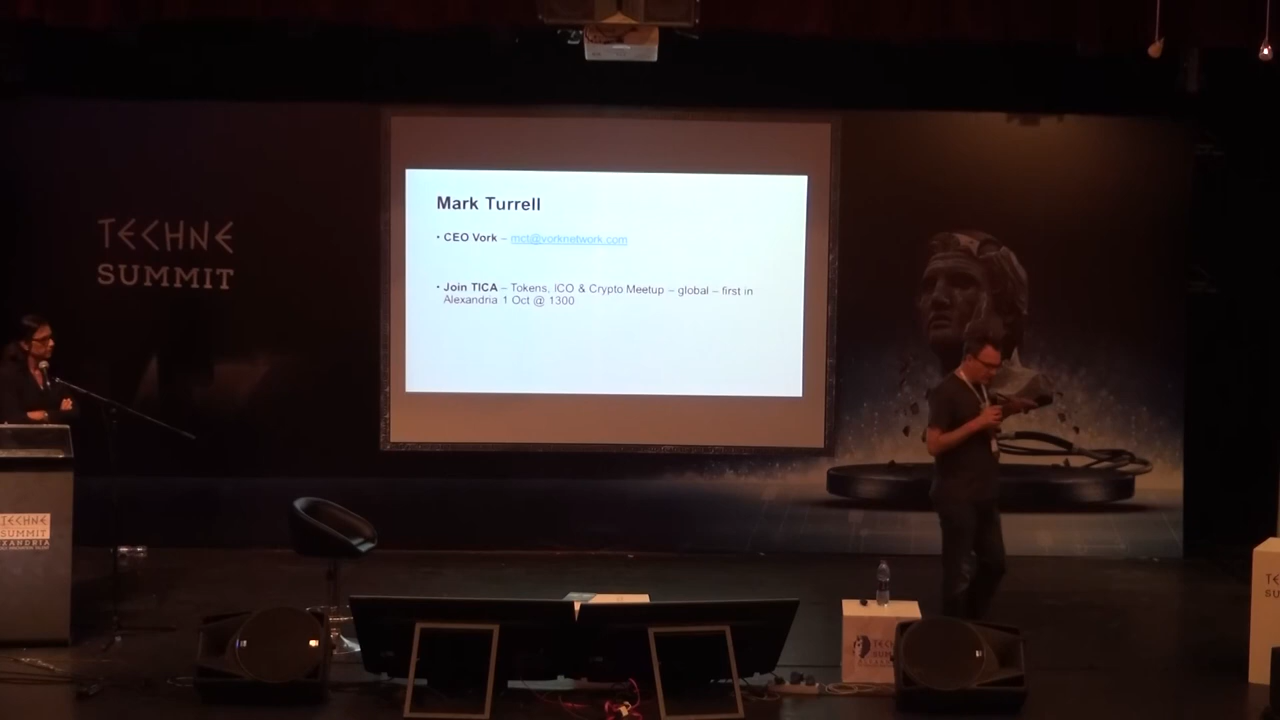 TECHNE
SUMMIT
Mark Turrell
• CEO Vork – mct@vorknetwork.com
• Join TICA – Tokens, ICO & Crypto Meetup – global – first in
Alexandria 1 Oct @ 1300
TECHNE
SUMMIT